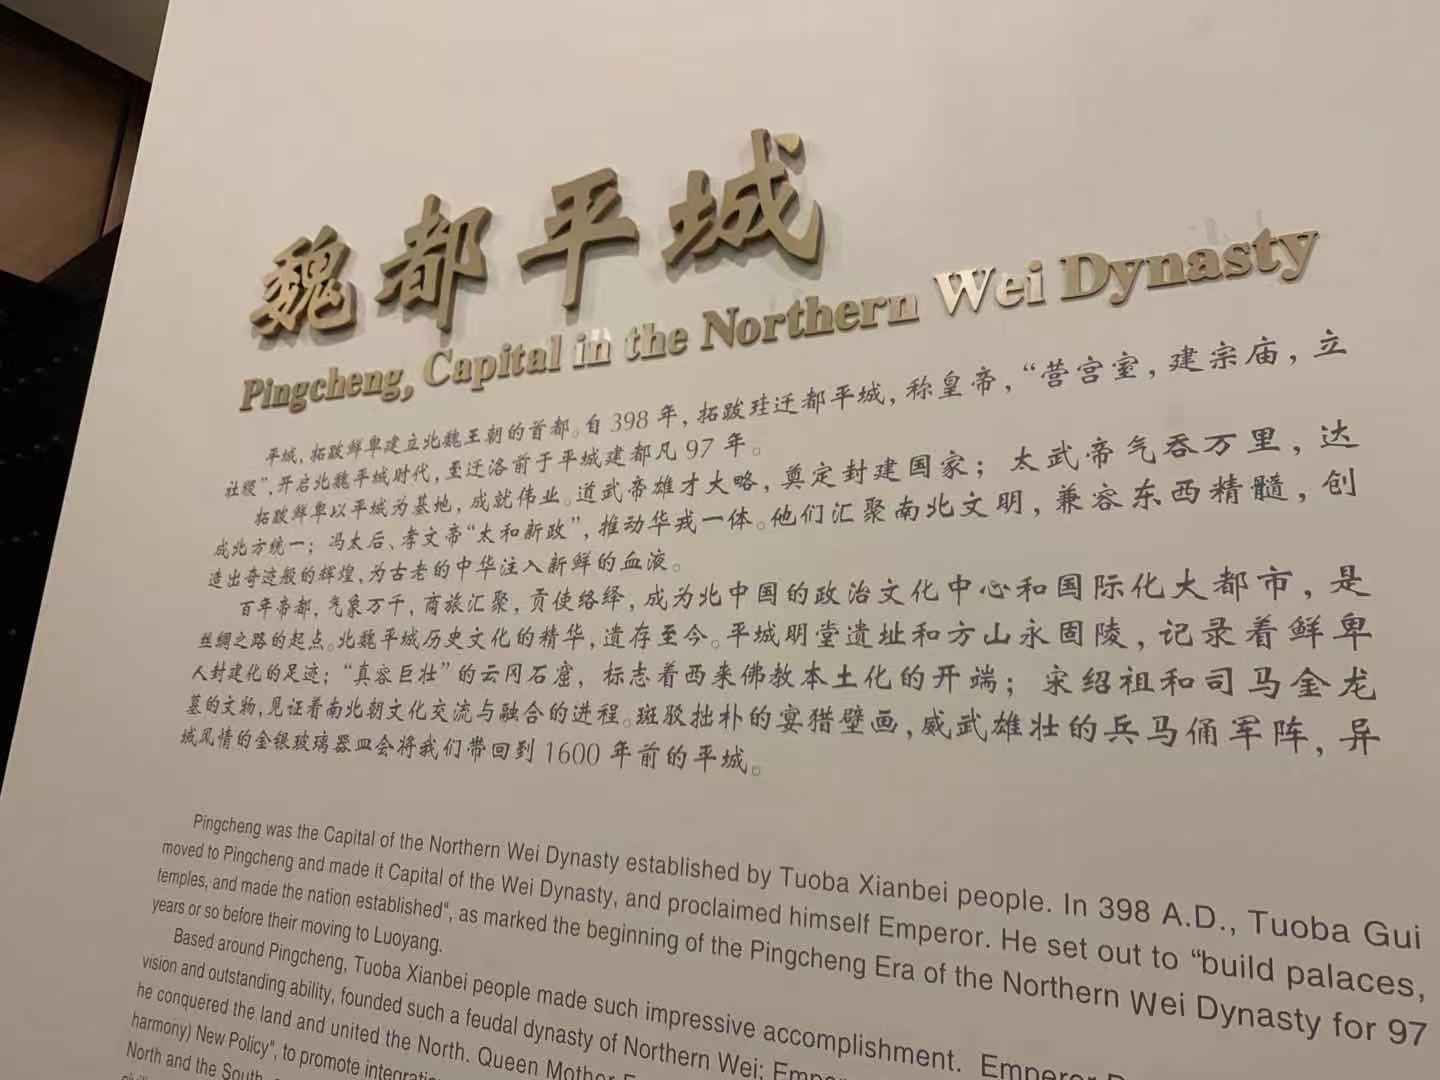 魏都平城
Pingcheng, Capital in the Northern Wei Dynasty
平城，拓跋鲜卑建立北魏王朝的首都。自 398 年，拓跋珪迁都平城，称皇帝，“营宫室，建宗庙，立
社稷”，开启北魏平城时代，至迁洛前于平城建都凡 97 年。
拓跋鲜卑以平城为基地，成就伟业。道武帝雄才大略，奠定封建国家；太武帝气吞万里，达
成北方统一；冯太后、孝文帝“太和新政”，推动华戎一体。他们汇聚南北文明，兼容东西精髓，创
造出奇迹般的辉煌，为古老的中华注入新鲜的血液。
百年帝都，气象万千，商旅汇聚，贡使络绎，成为北中国的政治文化中心和国际化大都市，是
丝绸之路的起点。北魏平城历史文化的精华，遗存至今。平城明堂遗址和方山永固陵，记录着鲜卑
人封建化的足迹；“真容巨壮”的云冈石窟，标志着西来佛教本土化的开端；宋绍祖和司马金龙
墓的文物，见证着南北朝文化交流与融合的进程。斑驳拙朴的宴猎壁画，威武雄壮的兵马俑军阵，异
域风情的金银玻璃器皿会将我们带回到 1600 年前的平城。
Pingcheng was the Capital of the Northern Wei Dynasty established by Tuoba Xianbei people. In 398 A.D., Tuoba Gui
moved to Pingcheng and made it Capital of the Wei Dynasty, and proclaimed himself Emperor. He set out to “build palaces,
temples, and made the nation established“, as marked the beginning of the Pingcheng Era of the Northern Wei Dynasty for 97
years or so before their moving to Luoyang.
Based around Pingcheng, Tuoba Xianbei people made such impressive accomplishment. Emperor
vision and outstanding ability, founded such a feudal dynasty of Northern Wei;
he conquered the land and united the North. Queen Mother
harmony) New Policy“, to promote
North and the South